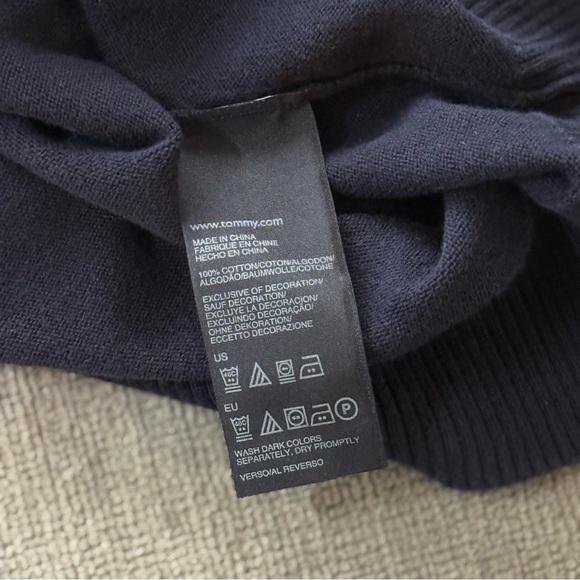 www.tommy.com
MADE IN CHINA
FABRIQUE EN CHINE
HECHO EN CHINA
100% COTTON/COTON/ALGODON/
ALGODÃO/BAUMWOLLE/COTONE
EXCLUSIVE OF DECORATION/
SAUF DECORATION/
EXCLUYE LA DECORACION/
EXCLUINDO DECORAÇÃO/
OHNE DEKORATION/
ECCETTO DECORAZIONE
US
40C
EU
40C
P
WASH DARK COLORS
SEPARATELY, DRY PROMPTLY
VERSO/AL REVERSO